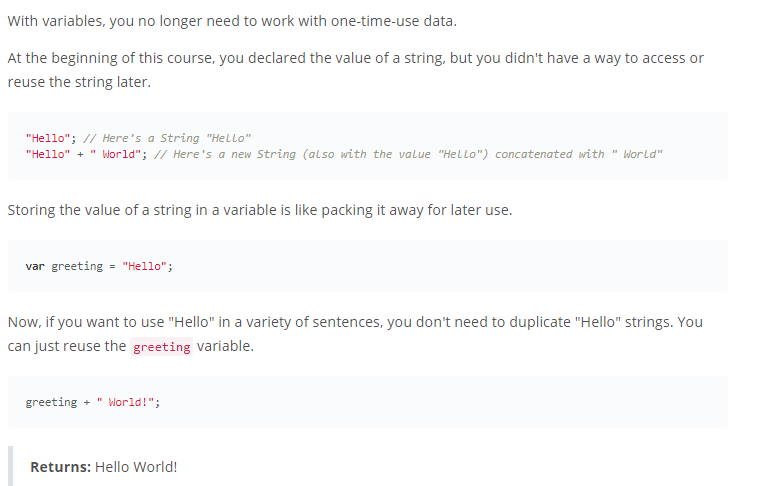 With variables, you no longer need to work with one-time-use data.
At the beginning of this course, you declared the value of a string, but you didn't have a way to access or
reuse the string later.
"Hello"; // Here's a String "Hello"
"Hello" + " World"; // Here's a new String (also with the value "Hello") concatenated with " World"
Storing the value of a string in a variable is like packing it away for later use.
var greeting = "Hello";
Now, if you want to use "Hello" in a variety of sentences, you don't need to duplicate "Hello" strings. You
can just reuse the greeting variable.
greeting + " World!";
Returns: Hello World!